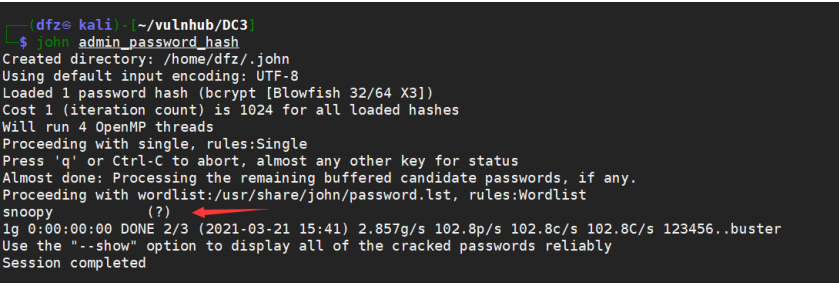 (dfz㉿kali)-[~/vulnhub/DC3]
$ john admin_password_hash
Created directory: /home/dfz/.john
Using default input encoding: UTF-8
Loaded 1 password hash (bcrypt [Blowfish 32/64 X3])
Cost 1 (iteration count) is 1024 for all loaded hashes
Will run 4 OpenMP threads
Proceeding with single, rules:Single
Press 'q' or Ctrl-C to abort, almost any other key for status
Almost done: Processing the remaining buffered candidate passwords, if any.
Proceeding with wordlist:/usr/share/john/password.lst, rules:Wordlist
snoopy           (?)
1g 0:00:00:00 DONE 2/3 (2021-03-21 15:41) 2.857g/s 102.8p/s 102.8c/s 102.8C/s 123456..buster
Use the "--show" option to display all of the cracked passwords reliably
Session completed